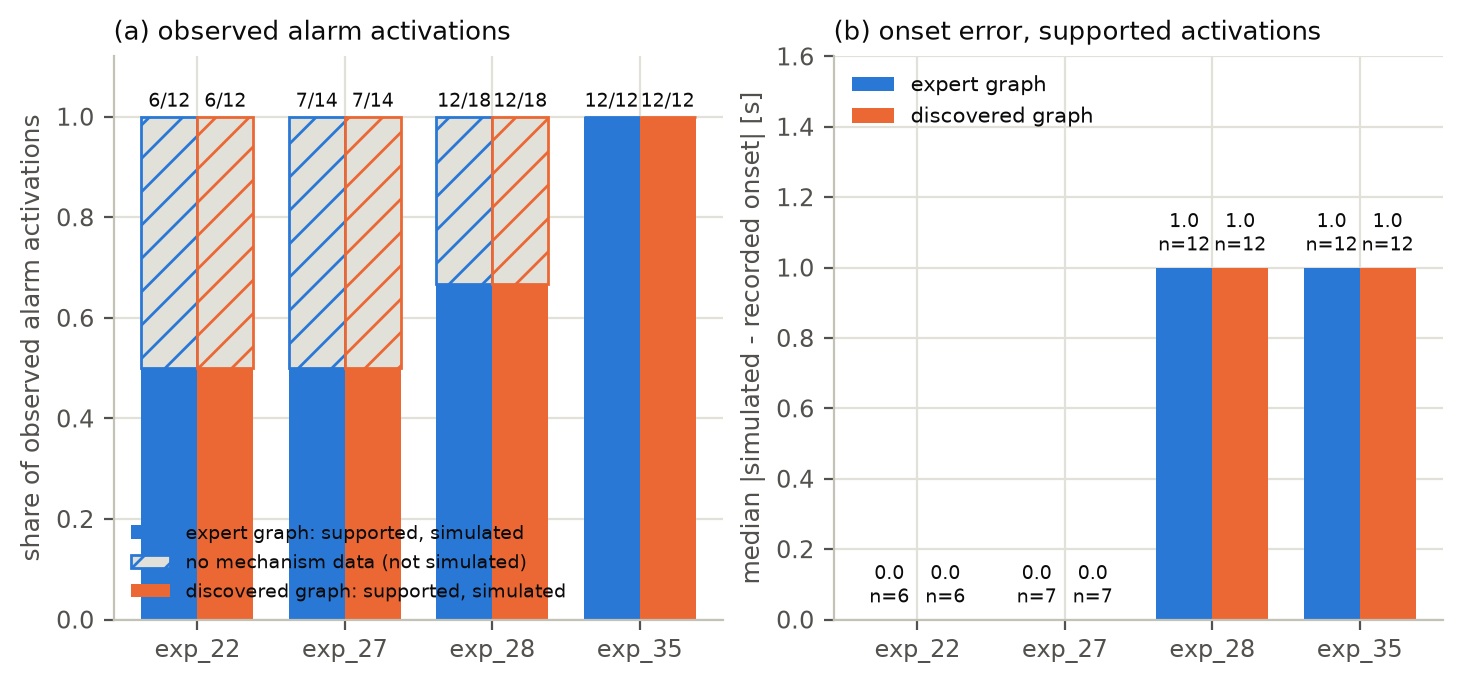 (a) observed alarm activations
share of observed alarm activations
1.0
0.8
0.6
0.4
0.2
0.0
6/12 6/12
7/14 7/14
12/18 12/18
12/12 12/12
expert graph: supported, simulated
no mechanism data (not simulated)
discovered graph: supported, simulated
exp_22 exp_27 exp_28 exp_35
(b) onset error, supported activations
median |simulated - recorded onset| [s]
1.6
1.4
1.2
1.0
0.8
0.6
0.4
0.2
0.0
expert graph
discovered graph
0.0 0.0
n=6 n=6
0.0 0.0
n=7 n=7
1.0 1.0
n=12 n=12
1.0 1.0
n=12 n=12
exp_22 exp_27 exp_28 exp_35